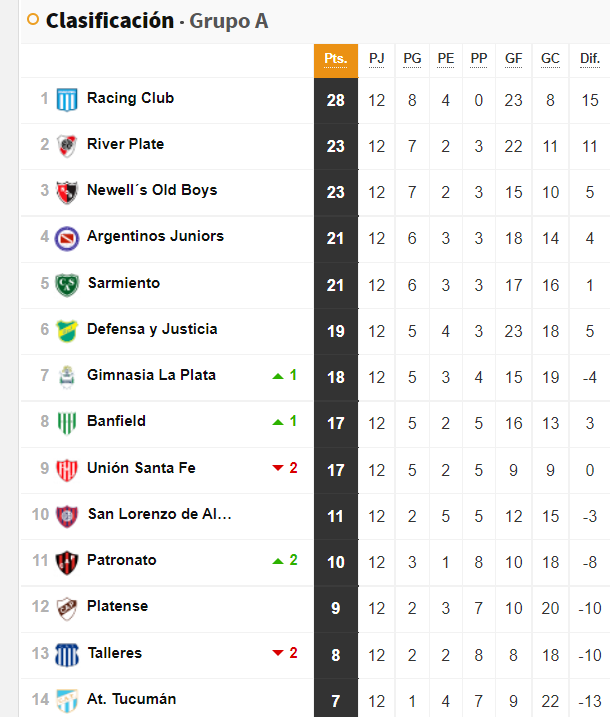 Clasificación · Grupo A
Pts. PJ PG PE PP GF GC Dif.
1 Racing Club 28 12 8 4 0 23 8 15
2 River Plate 23 12 7 2 3 22 11 11
3 Newell´s Old Boys 23 12 7 2 3 15 10 5
4 Argentinos Juniors 21 12 6 3 3 18 14 4
5 Sarmiento 21 12 6 3 3 17 16 1
6 Defensa y Justicia 19 12 5 4 3 23 18 5
7 Gimnasia La Plata 1 18 12 5 3 4 15 19 -4
8 Banfield 1 17 12 5 2 5 16 13 3
9 Unión Santa Fe 2 17 12 5 2 5 9 9 0
10 San Lorenzo de Al... 11 12 2 5 5 12 15 -3
11 Patronato 2 10 12 3 1 8 10 18 -8
12 Platense 9 12 2 3 7 10 20 -10
13 Talleres 2 8 12 2 2 8 8 18 -10
14 At. Tucumán 7 12 1 4 7 9 22 -13